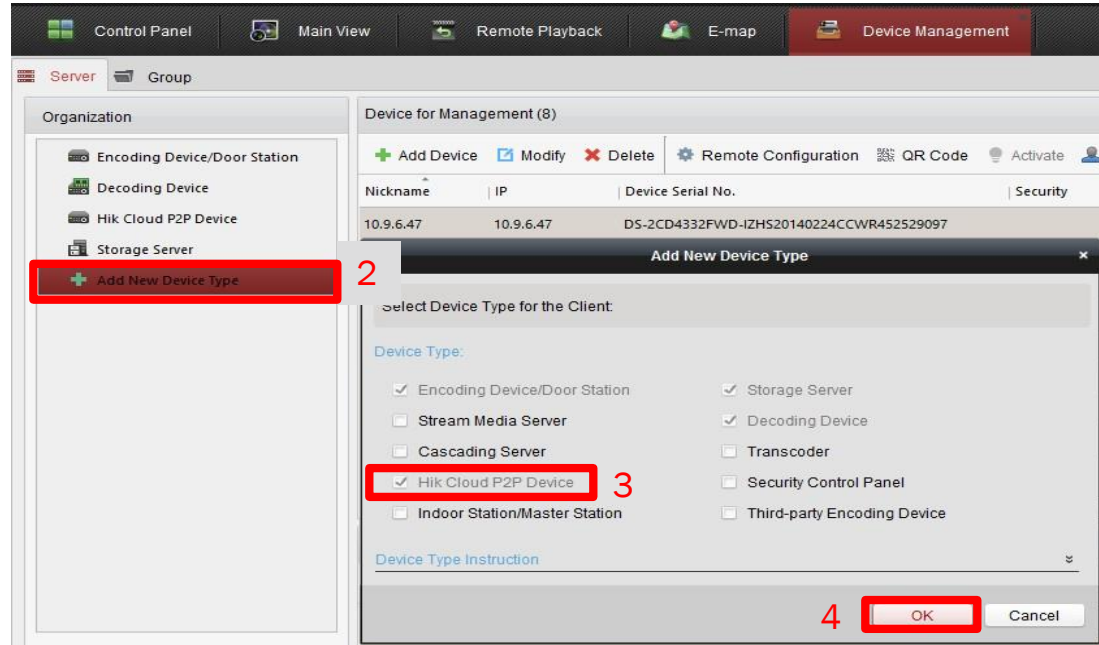 Control Panel Main View Remote Playback E-map Device Management
Server Group
Organization
Encoding Device/Door Station
Decoding Device
Hik Cloud P2P Device
Storage Server
Add New Device Type
2
Device for Management (8)
Add Device Modify Delete Remote Configuration QR Code Activate
Nickname IP Device Serial No. Security
10.9.6.47 10.9.6.47 DS-2CD4332FWD-IZHS20140224CCWR452529097
Add New Device Type ×
Select Device Type for the Client:
Device Type:
Encoding Device/Door Station Storage Server
Stream Media Server Decoding Device
Cascading Server Transcoder
Hik Cloud P2P Device 3 Security Control Panel
Indoor Station/Master Station Third-party Encoding Device
Device Type Instruction
4 OK Cancel